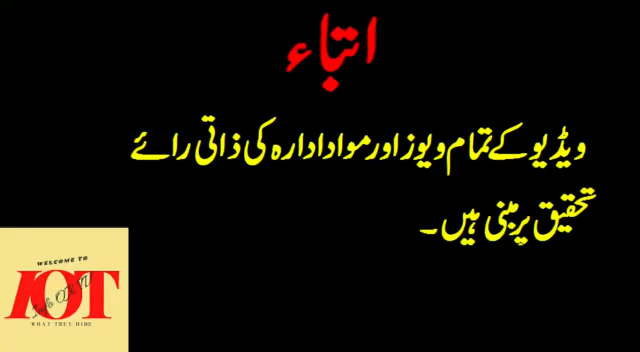 انتباء
ویڈیو کے تمام ویوز اور مواد ادارہ کی ذاتی رائے
تحقیق پر مبنی ہیں۔
WELCOME TO
IOT
WHAT THEY HIDE